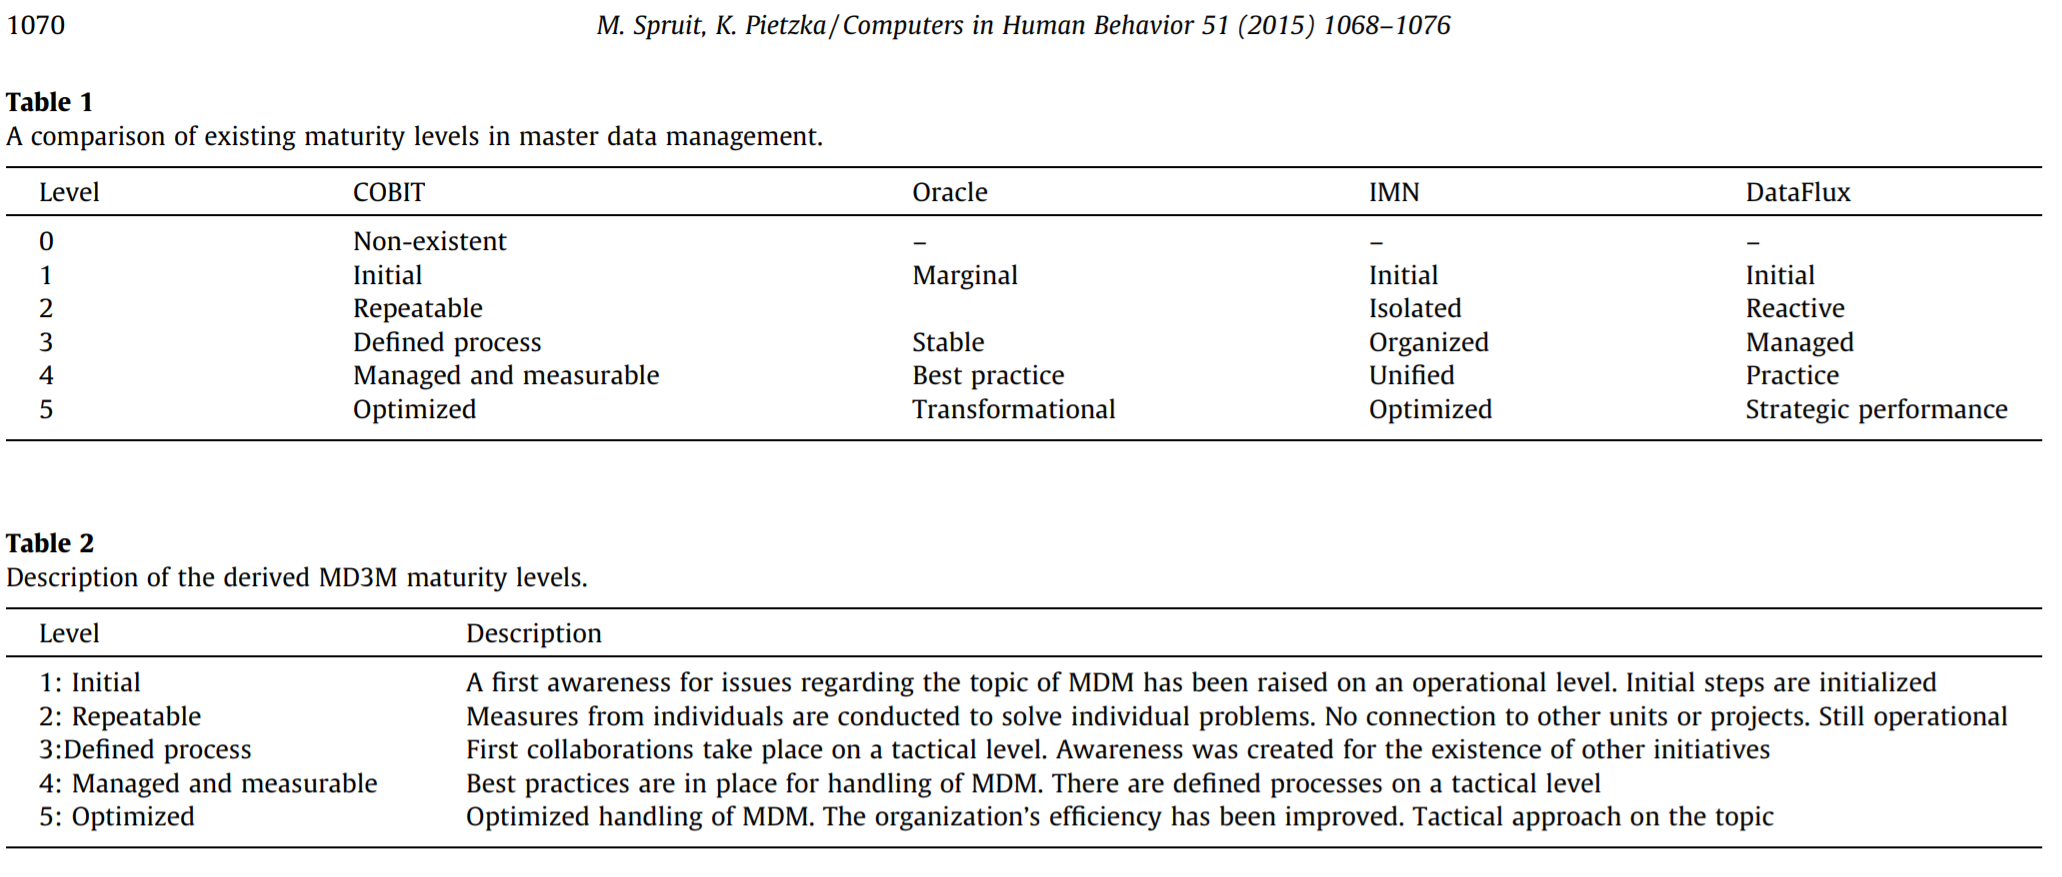 1070 M. Spruit, K. Pietzka / Computers in Human Behavior 51 (2015) 1068–1076
Table 1
A comparison of existing maturity levels in master data management.
Level COBIT Oracle IMN DataFlux
0 Non-existent – – –
1 Initial Marginal Initial Initial
2 Repeatable Isolated Reactive
3 Defined process Stable Organized Managed
4 Managed and measurable Best practice Unified Practice
5 Optimized Transformational Optimized Strategic performance
Table 2
Description of the derived MD3M maturity levels.
Level Description
1: Initial A first awareness for issues regarding the topic of MDM has been raised on an operational level. Initial steps are initialized
2: Repeatable Measures from individuals are conducted to solve individual problems. No connection to other units or projects. Still operational
3:Defined process First collaborations take place on a tactical level. Awareness was created for the existence of other initiatives
4: Managed and measurable Best practices are in place for handling of MDM. There are defined processes on a tactical level
5: Optimized Optimized handling of MDM. The organization's efficiency has been improved. Tactical approach on the topic